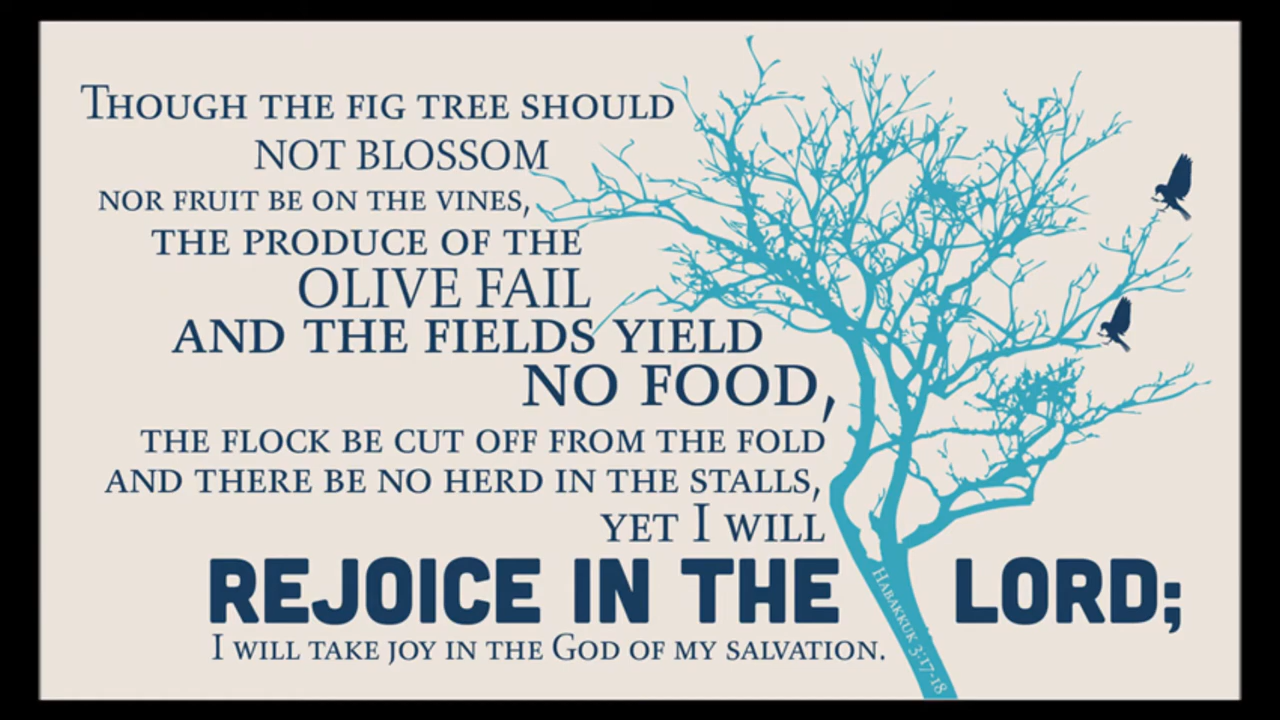 Though the fig tree should
not blossom
nor fruit be on the vines,
the produce of the
olive fail
and the fields yield
no food,
the flock be cut off from the fold
and there be no herd in the stalls,
yet I will
REJOICE IN THE LORD;
I will take joy in the God of my salvation.
Habakkuk 3:17-18